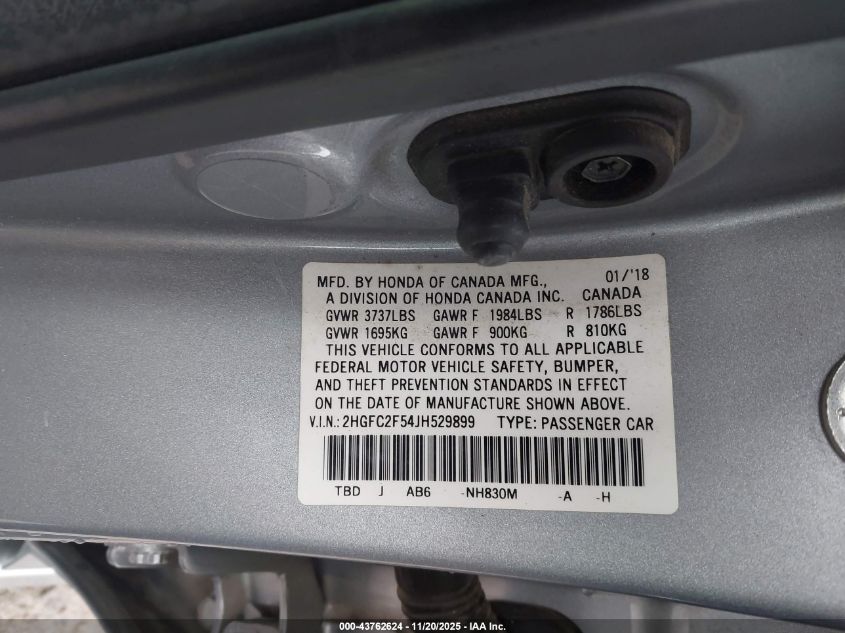 MFD. BY HONDA OF CANADA MFG., 01/'18
A DIVISION OF HONDA CANADA INC. CANADA
GVWR 3737LBS GAWR F 1984LBS R 1786LBS
GVWR 1695KG GAWR F 900KG R 810KG
THIS VEHICLE CONFORMS TO ALL APPLICABLE
FEDERAL MOTOR VEHICLE SAFETY, BUMPER,
AND THEFT PREVENTION STANDARDS IN EFFECT
ON THE DATE OF MANUFACTURE SHOWN ABOVE.
V.I.N.: 2HGFC2F54JH529899 TYPE: PASSENGER CAR
TBD J AB6 -NH830M -A -H
000-43762624 - 11/20/2025 - IAA Inc.